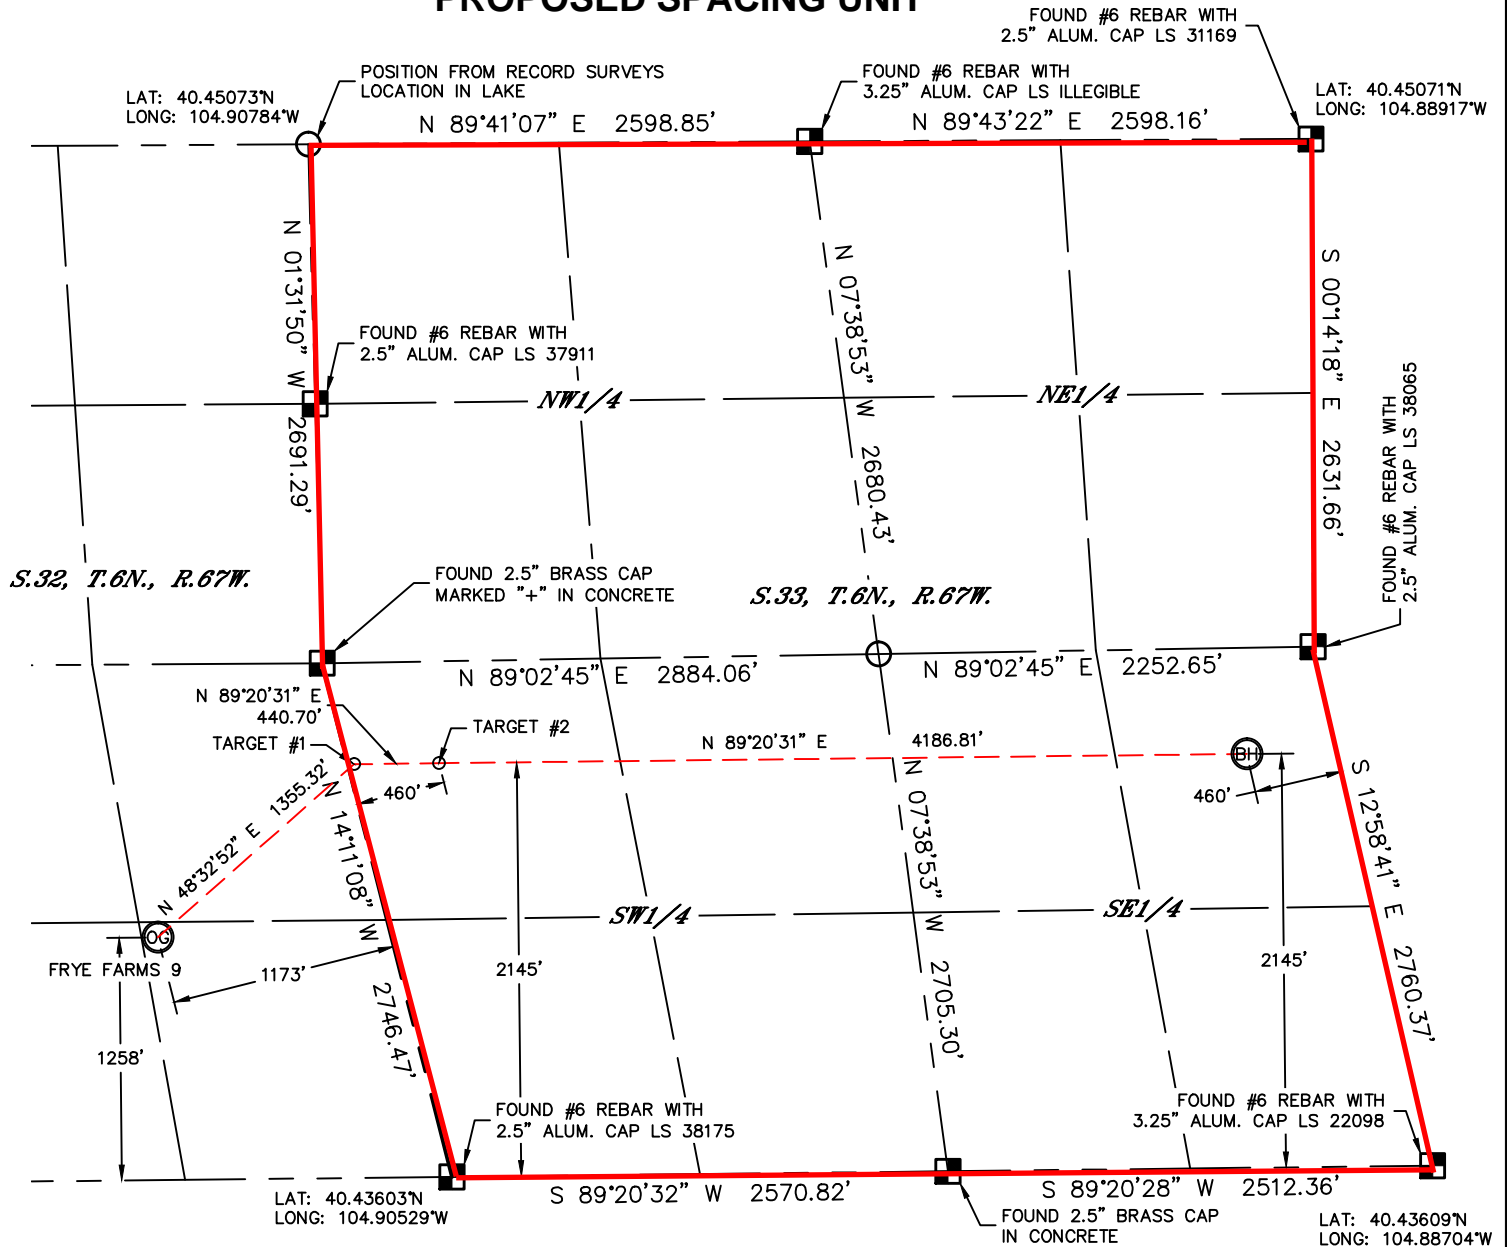 PROPOSED SPACING UNIT
FOUND #6 REBAR WITH
2.5" ALUM. CAP LS 31169
POSITION FROM RECORD SURVEYS
LOCATION IN LAKE
FOUND #6 REBAR WITH
3.25" ALUM. CAP LS ILLEGIBLE
LAT: 40.45073°N
LONG: 104.90784°W
LAT: 40.45071°N
LONG: 104.88917°W
N 89°41'07" E 2598.85'
N 89°43'22" E 2598.16'
N 01°31'50" W 2691.29'
N 07°38'53" W 2680.43'
S 00°14'18" E 2631.66'
FOUND #6 REBAR WITH
2.5" ALUM. CAP LS 37911
NW1/4
NE1/4
FOUND #6 REBAR WITH
2.5" ALUM. CAP LS 38065
S.32, T.6N., R.67W.
FOUND 2.5" BRASS CAP
MARKED "+" IN CONCRETE
S.33, T.6N., R.67W.
N 89°02'45" E 2884.06'
N 89°02'45" E 2252.65'
N 89°20'31" E
440.70'
TARGET #1
TARGET #2
N 89°20'31" E 4186.81'
BH
460'
460'
N 48°32'52" E 1355.32'
N 14°11'08" W 2746.47'
N 07°38'53" W 2705.30'
S 12°58'41" E 2760.37'
SW1/4
SE1/4
OG
FRYE FARMS 9
1173'
2145'
2145'
1258'
FOUND #6 REBAR WITH
2.5" ALUM. CAP LS 38175
FOUND #6 REBAR WITH
3.25" ALUM. CAP LS 22098
S 89°20'32" W 2570.82'
S 89°20'28" W 2512.36'
LAT: 40.43603°N
LONG: 104.90529°W
FOUND 2.5" BRASS CAP
IN CONCRETE
LAT: 40.43609°N
LONG: 104.88704°W